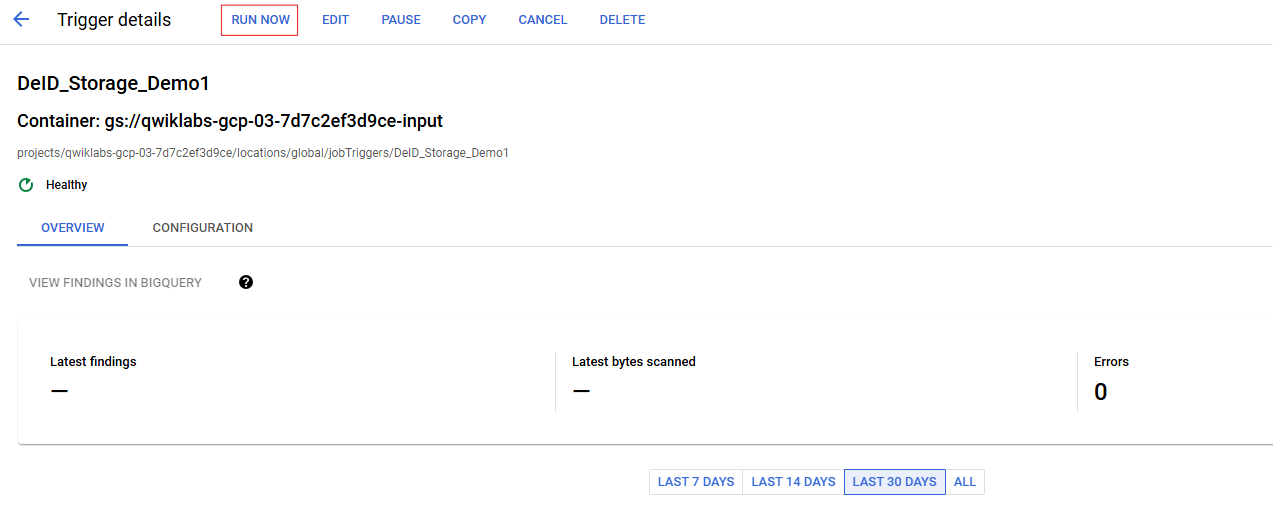 Trigger details RUN NOW EDIT PAUSE COPY CANCEL DELETE
DeID_Storage_Demo1
Container: gs://qwiklabs-gcp-03-7d7c2ef3d9ce-input
projects/qwiklabs-gcp-03-7d7c2ef3d9ce/locations/global/jobTriggers/DeID_Storage_Demo1
Healthy
OVERVIEW CONFIGURATION
VIEW FINDINGS IN BIGQUERY ?
Latest findings Latest bytes scanned Errors
— — 0
LAST 7 DAYS LAST 14 DAYS LAST 30 DAYS ALL